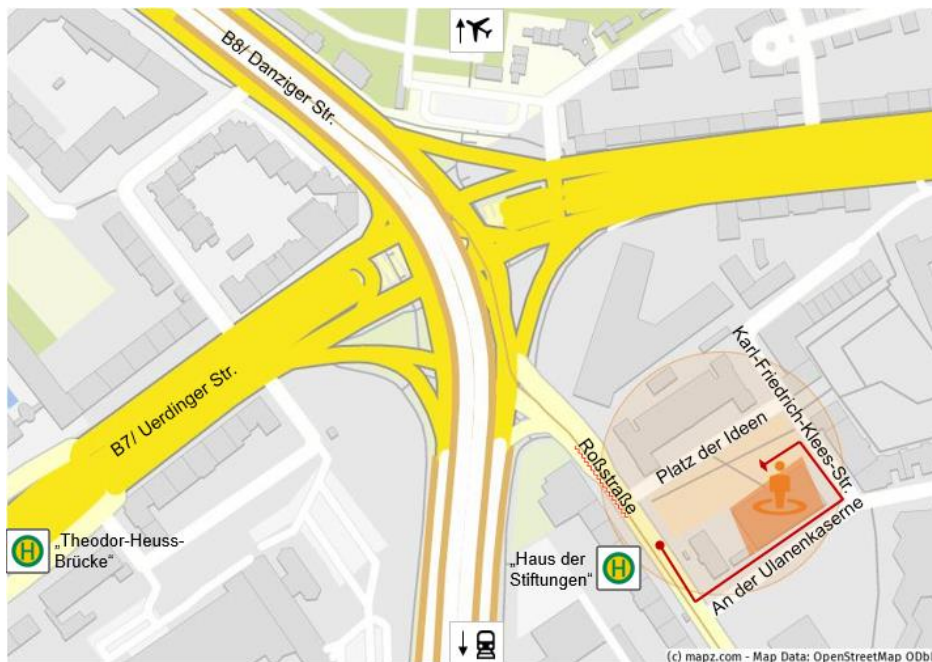 B8/ Danziger Str.
B7/ Uerdinger Str.
Karl-Friedrich-Klees-Str.
Platz der Ideen
Roßstraße
An der Ulanenkaserne
H
„Theodor-Heuss-
Brücke“
„Haus der
Stiftungen“
H
(c) mapz.com - Map Data: OpenStreetMap ODbL